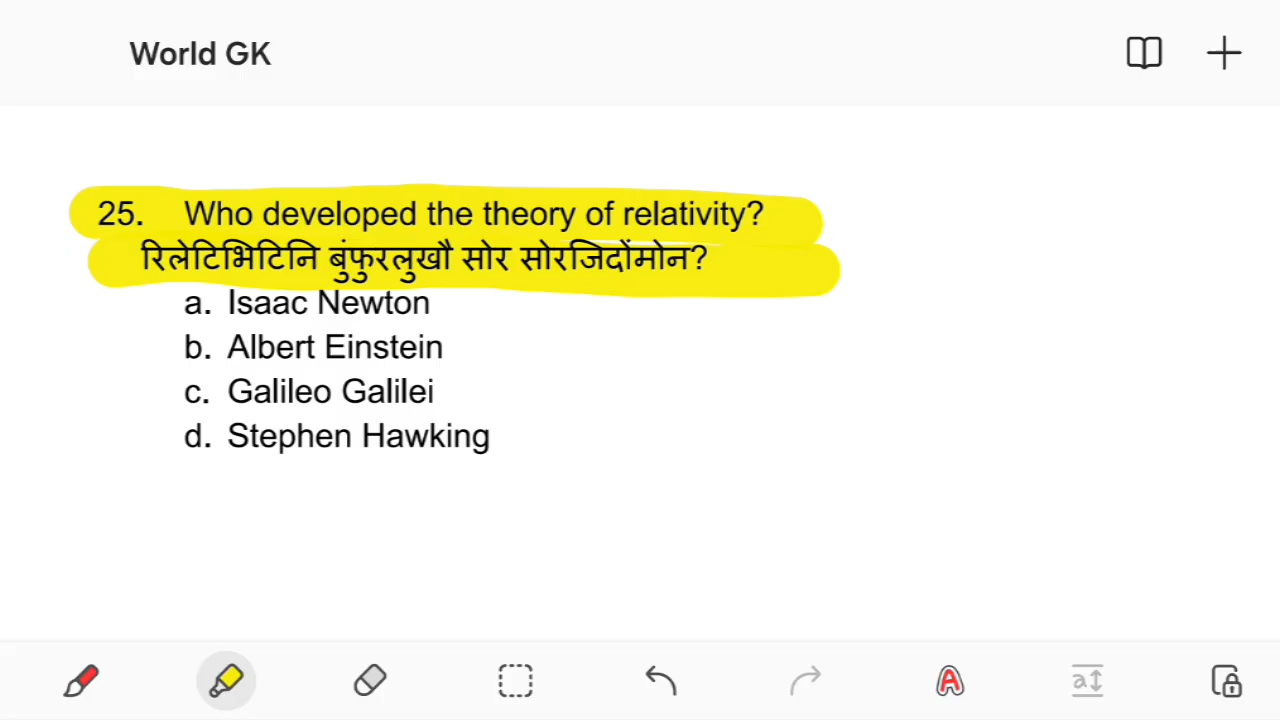 World GK
25. Who developed the theory of relativity?
रिलेटिभिटिनि बुंफुरलुखौ सोर सोरजिदोंमोन?
a. Isaac Newton
b. Albert Einstein
c. Galileo Galilei
d. Stephen Hawking
A
a